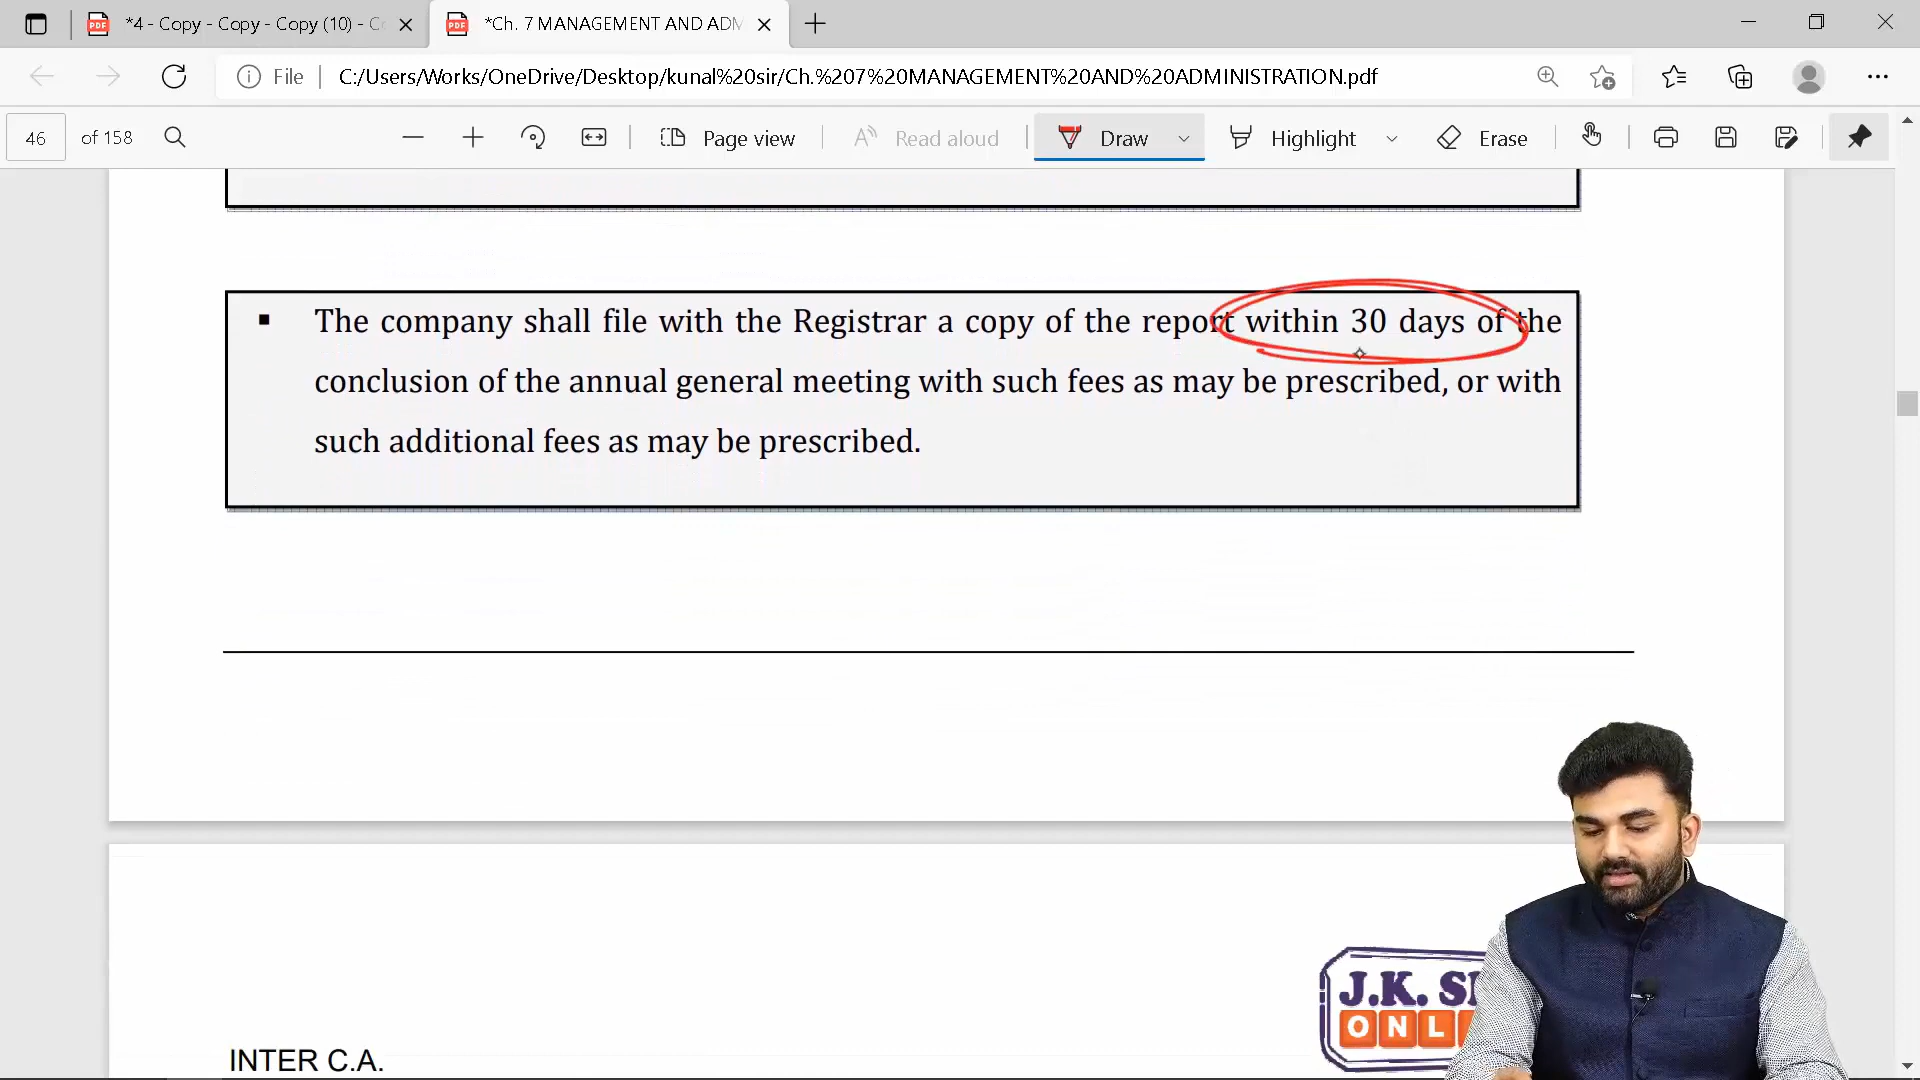 *4 - Copy - Copy - Copy (10) - C
*Ch. 7 MANAGEMENT AND ADM
File
C:/Users/Works/OneDrive/Desktop/kunal%20sir/Ch.%207%20MANAGEMENT%20AND%20ADMINISTRATION.pdf
46 of 158
Page view
Read aloud
Draw
Highlight
Erase
▪ The company shall file with the Registrar a copy of the report within 30 days of the
conclusion of the annual general meeting with such fees as may be prescribed, or with
such additional fees as may be prescribed.
J.K.
ONL
INTER C.A.